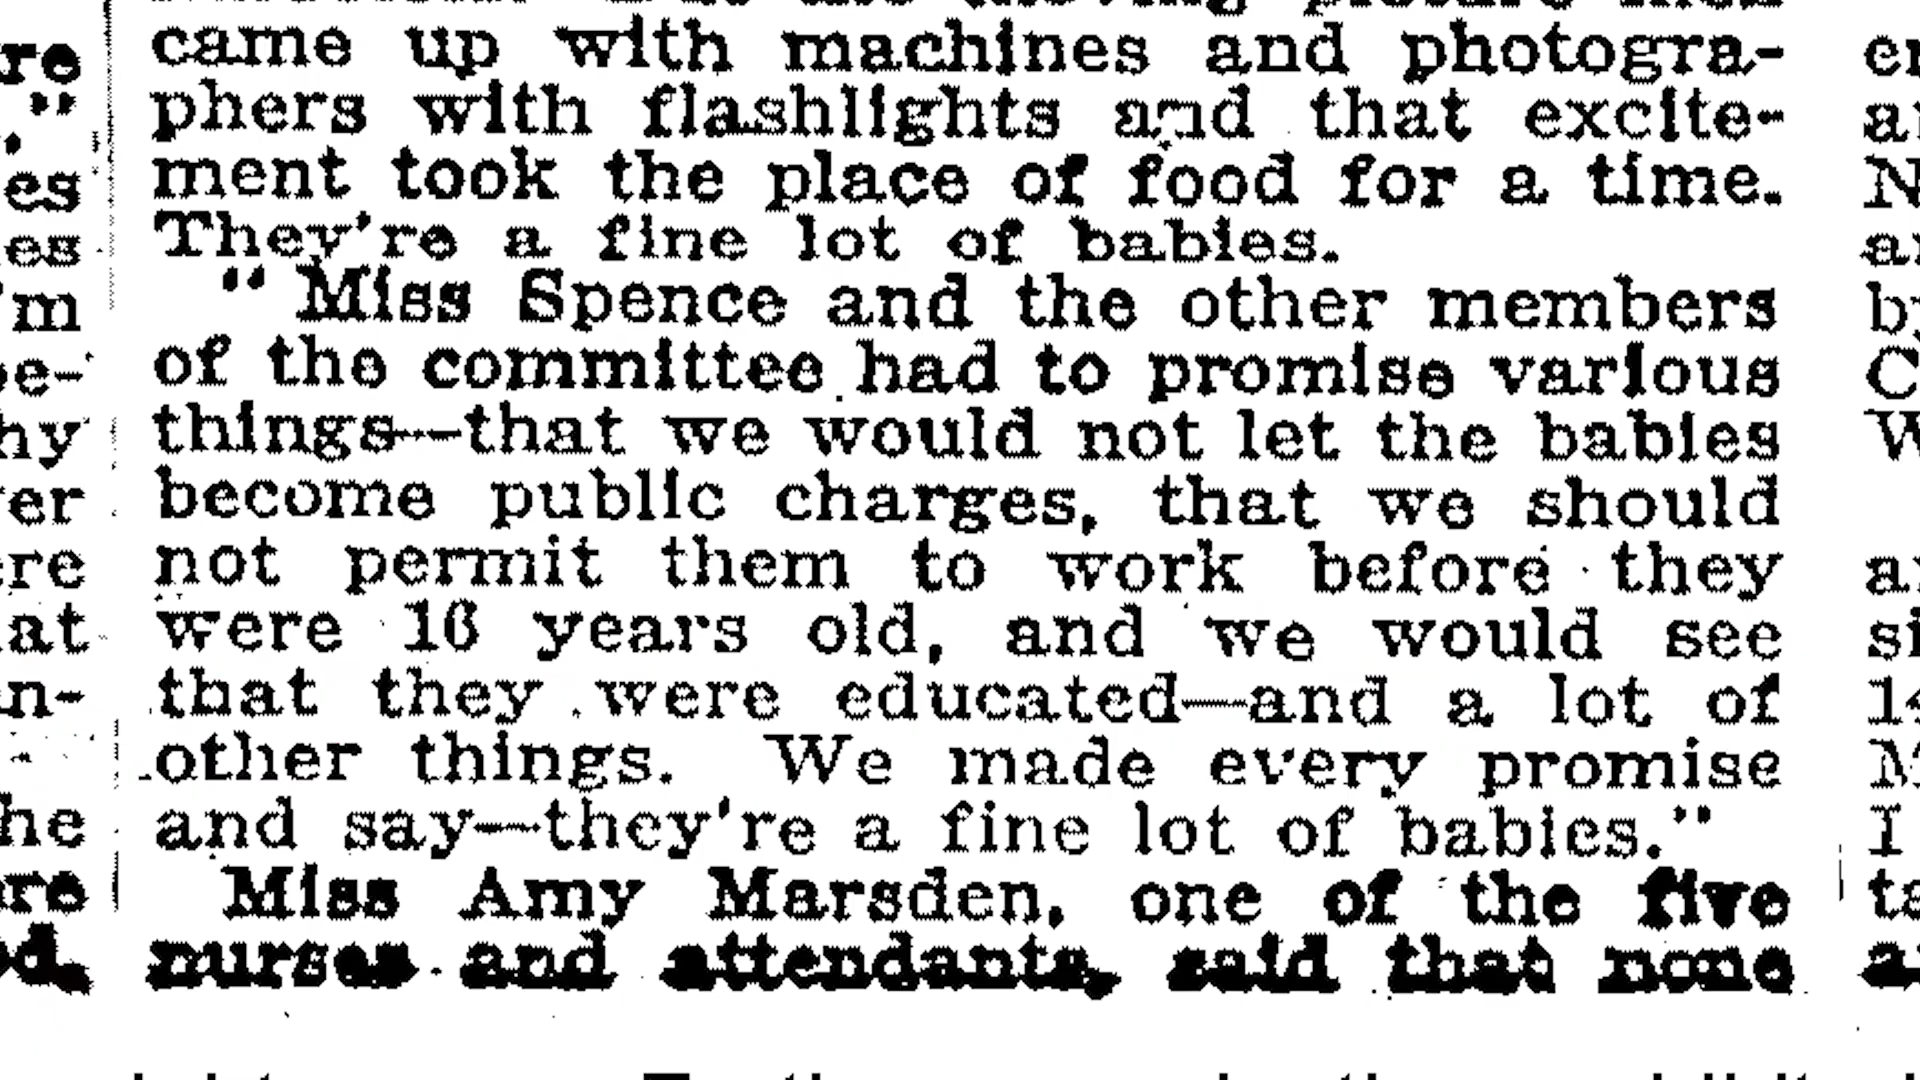 came up with machines and photogra-
phers with flashlights and that excite-
ment took the place of food for a time.
They're a fine lot of babies.
" Miss Spence and the other members
of the committee had to promise various
things—that we would not let the babies
become public charges, that we should
not permit them to work before they
were 16 years old, and we would see
that they were educated—and a lot of
other things. We made every promise
and say—they're a fine lot of babies."
Miss Amy Marsden, one of the five
nurses and attendants, said that none